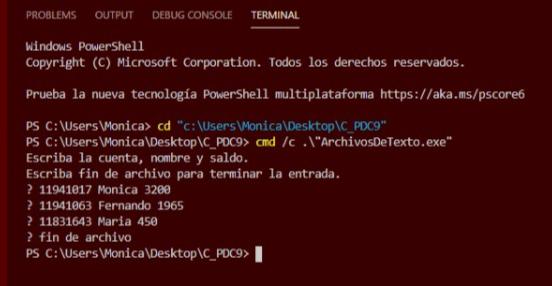 PROBLEMS OUTPUT DEBUG CONSOLE TERMINAL
Windows PowerShell
Copyright (C) Microsoft Corporation. Todos los derechos reservados.
Prueba la nueva tecnología PowerShell multiplataforma https://aka.ms/pscore6
PS C:\Users\Monica> cd "c:\Users\Monica\Desktop\C_PDC9"
PS C:\Users\Monica\Desktop\C_PDC9> cmd /c .\"ArchivosDeTexto.exe"
Escriba la cuenta, nombre y saldo.
Escriba fin de archivo para terminar la entrada.
? 11941017 Monica 3200
? 11941063 Fernando 1965
? 11831643 Maria 450
? fin de archivo
PS C:\Users\Monica\Desktop\C_PDC9>